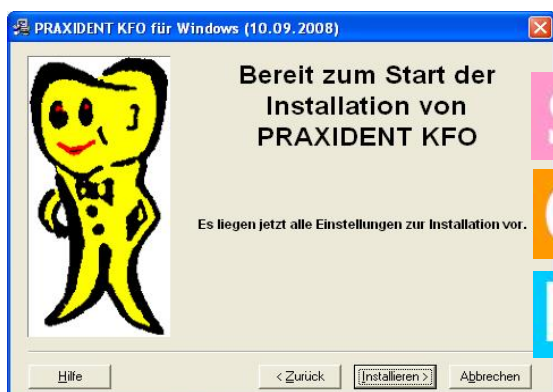 PRAXIDENT KFO für Windows (10.09.2008)
Bereit zum Start der
Installation von
PRAXIDENT KFO
Es liegen jetzt alle Einstellungen zur Installation vor.
Hilfe
< Zurück
Installieren >
Abbrechen